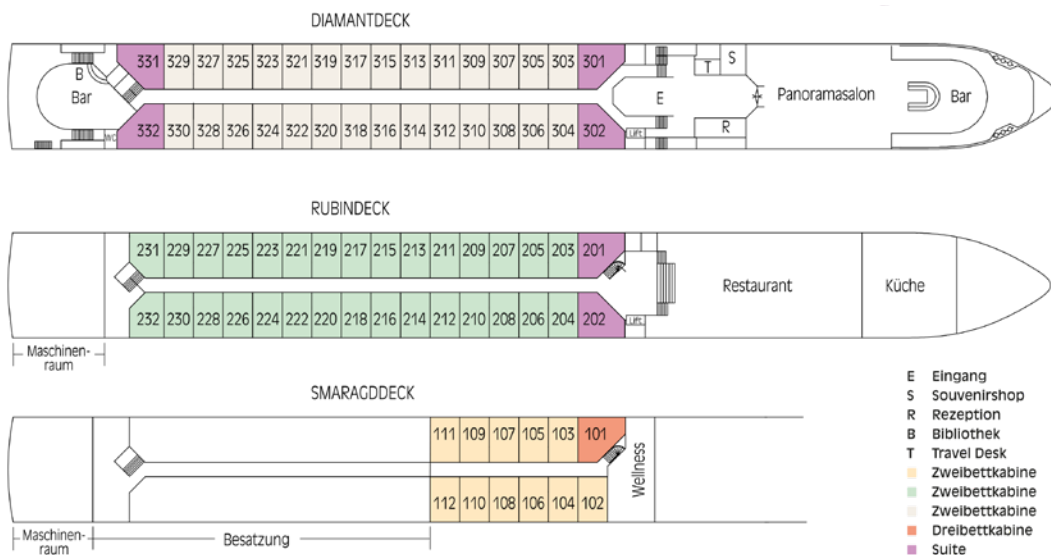 DIAMANTDECK
331 329 327 325 323 321 319 317 315 313 311 309 307 305 303 301
S
T
B
Bar
E
Panoramasalon
Bar
332 330 328 326 324 322 320 318 316 314 312 310 308 306 304 302
R
WC
Lift
RUBINDECK
231 229 227 225 223 221 219 217 215 213 211 209 207 205 203 201
Restaurant
Küche
232 230 228 226 224 222 220 218 216 214 212 210 208 206 204 202
Lift
Maschinen-
raum
SMARAGDDECK
111 109 107 105 103 101
Wellness
112 110 108 106 104 102
Maschinen-
raum
Besatzung
E Eingang
S Souvenirshop
R Rezeption
B Bibliothek
T Travel Desk
Zweibettkabine
Zweibettkabine
Zweibettkabine
Dreibettkabine
Suite